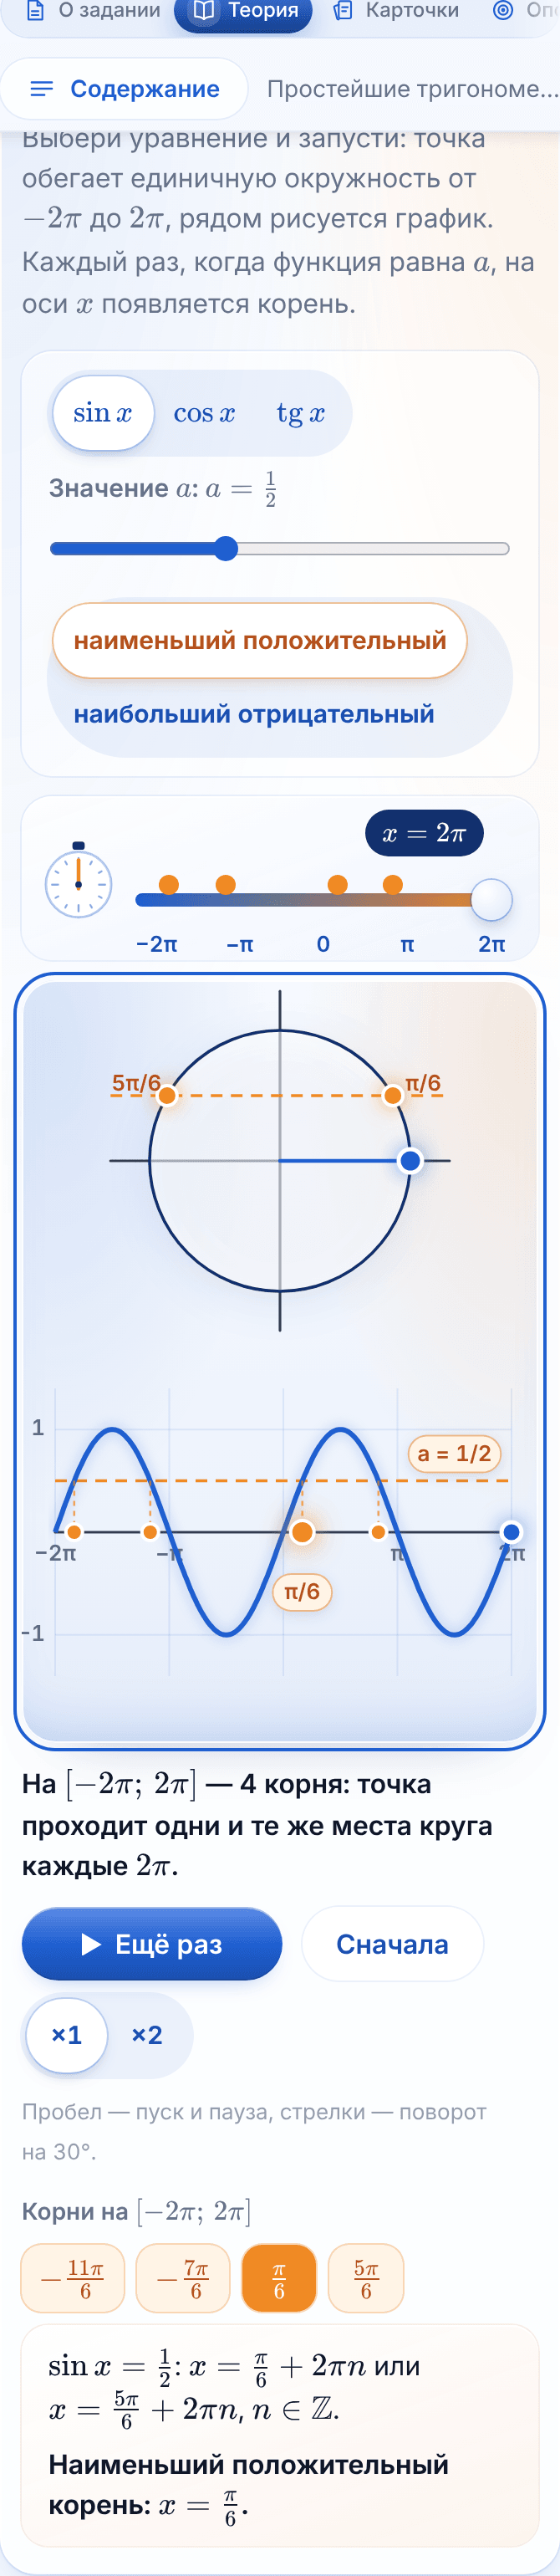 О задании Теория Карточки Опо
Содержание Простейшие тригономе...
Выбери уравнение и запусти: точка
обегает единичную окружность от
−2π до 2π, рядом рисуется график.
Каждый раз, когда функция равна a, на
оси x появляется корень.
sin x cos x tg x
Значение a: a = 1/2
наименьший положительный
наибольший отрицательный
x = 2π
−2π −π 0 π 2π
5π/6 π/6
1
a = 1/2
−2π −π π 2π
π/6
-1
На [−2π; 2π] — 4 корня: точка
проходит одни и те же места круга
каждые 2π.
Ещё раз Сначала
×1 ×2
Пробел — пуск и пауза, стрелки — поворот
на 30°.
Корни на [−2π; 2π]
−11π/6 −7π/6 π/6 5π/6
sin x = 1/2: x = π/6 + 2πn или
x = 5π/6 + 2πn, n ∈ ℤ.
Наименьший положительный
корень: x = π/6.